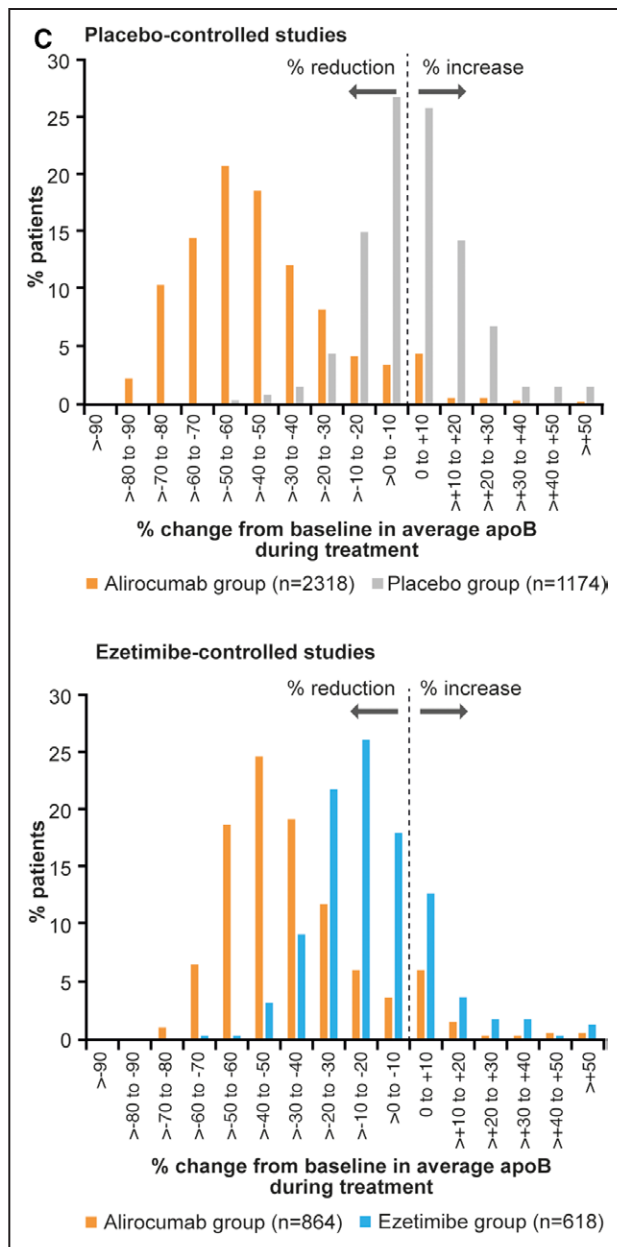 C
Placebo-controlled studies
% reduction
% increase
30
25
20
15
10
5
0
% patients
>-90
>-80 to -90
>-70 to -80
>-60 to -70
>-50 to -60
>-40 to -50
>-30 to -40
>-20 to -30
>-10 to -20
>0 to -10
0 to +10
>+10 to +20
>+20 to +30
>+30 to +40
>+40 to +50
>+50
% change from baseline in average apoB
during treatment
Alirocumab group (n=2318)
Placebo group (n=1174)
Ezetimibe-controlled studies
% reduction
% increase
30
25
20
15
10
5
0
% patients
>-90
>-80 to -90
>-70 to -80
>-60 to -70
>-50 to -60
>-40 to -50
>-30 to -40
>-20 to -30
>-10 to -20
>0 to -10
0 to +10
>+10 to +20
>+20 to +30
>+30 to +40
>+40 to +50
>+50
% change from baseline in average apoB
during treatment
Alirocumab group (n=864)
Ezetimibe group (n=618)